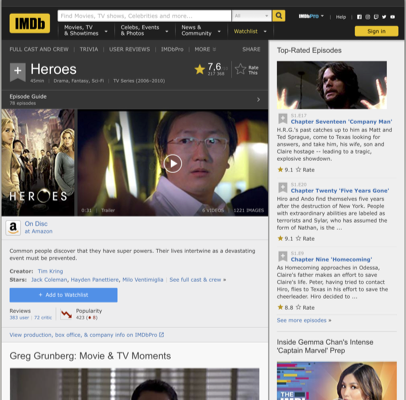 IMDb
Find Movies, TV shows, Celebrities and more...
All
IMDbPro
Help
Movies, TV & Showtimes
Celebs, Events & Photos
News & Community
Watchlist
Sign in
FULL CAST AND CREW | TRIVIA | USER REVIEWS | IMDbPro | MORE
SHARE
Heroes
45min | Drama, Fantasy, Sci-Fi | TV Series (2006–2010)
7,6
Rate This
Episode Guide
78 episodes
HEROES
0:31 | Trailer
6 VIDEOS | 1221 IMAGES
On Disc
at Amazon
Common people discover that they have super powers. Their lives intertwine as a devastating
event must be prevented.
Creator: Tim Kring
Stars: Jack Coleman, Hayden Panettiere, Milo Ventimiglia | See full cast & crew »
+ Add to Watchlist
Reviews
383 user | 72 critic
Popularity
423
View production, box office, & company info on IMDbPro
Greg Grunberg: Movie & TV Moments
Top-Rated Episodes
S1.E17
Chapter Seventeen 'Company Man'
H.R.G.'s past catches up to him as Matt and
Ted Sprague, come to Texas looking for
answers, and take him, his wife, son and
Claire hostage -- leading to a tragic,
explosive showdown.
9.1 Rate
S1.E20
Chapter Twenty 'Five Years Gone'
Hiro and Ando find themselves five years
after the destruction of New York. People
with extraordinary abilities are labeled as
terrorists and Sylar, who has assumed the
form of Nathan, is the ...
9.1 Rate
S1.E9
Chapter Nine 'Homecoming'
As Homecoming approaches in Odessa,
Claire's father makes an effort to save
Claire's life. Peter, having tried to contact
Hiro, flies to Texas in his effort to save the
cheerleader. Hiro decided to ...
8.8 Rate
See more episodes »
Inside Gemma Chan's Intense
'Captain Marvel' Prep
THE IMDb